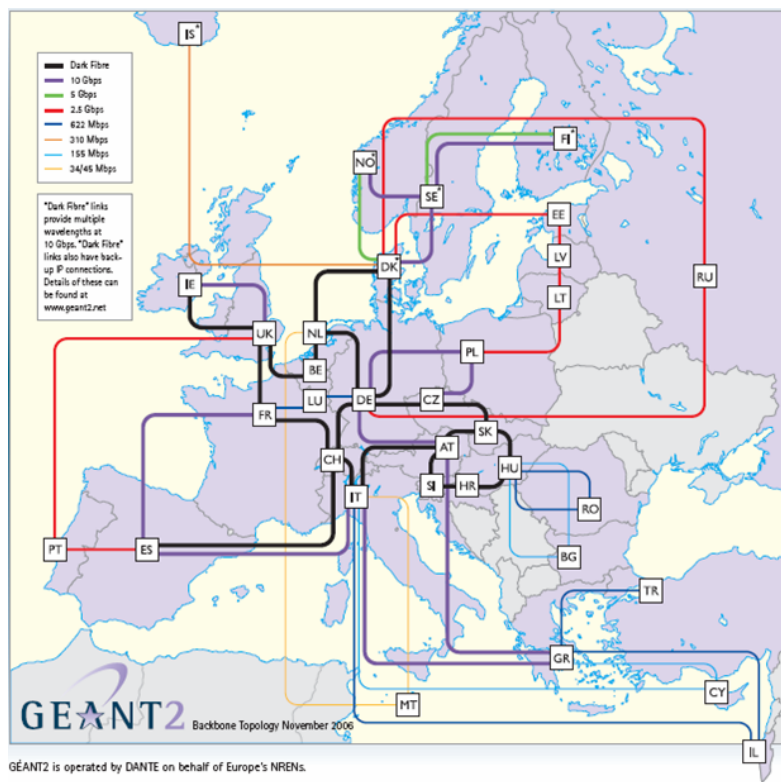 IS*
Dark Fibre
10 Gbps
5 Gbps
2.5 Gbps
622 Mbps
310 Mbps
155 Mbps
34/45 Mbps
"Dark Fibre" links
provide multiple
wavelengths at
10 Gbps. "Dark Fibre"
links also have back-
up IP connections.
Details of these can
be found at
www.geant2.net
FI*
NO*
SE*
EE
DK*
LV
RU
IE
LT
UK
NL
PL
BE
LU
DE
CZ
FR
SK
AT
CH
HU
SI
HR
IT
RO
PT
ES
BG
TR
GR
CY
MT
GEANT2 Backbone Topology November 2006
IL
GÉANT2 is operated by DANTE on behalf of Europe's NRENs.